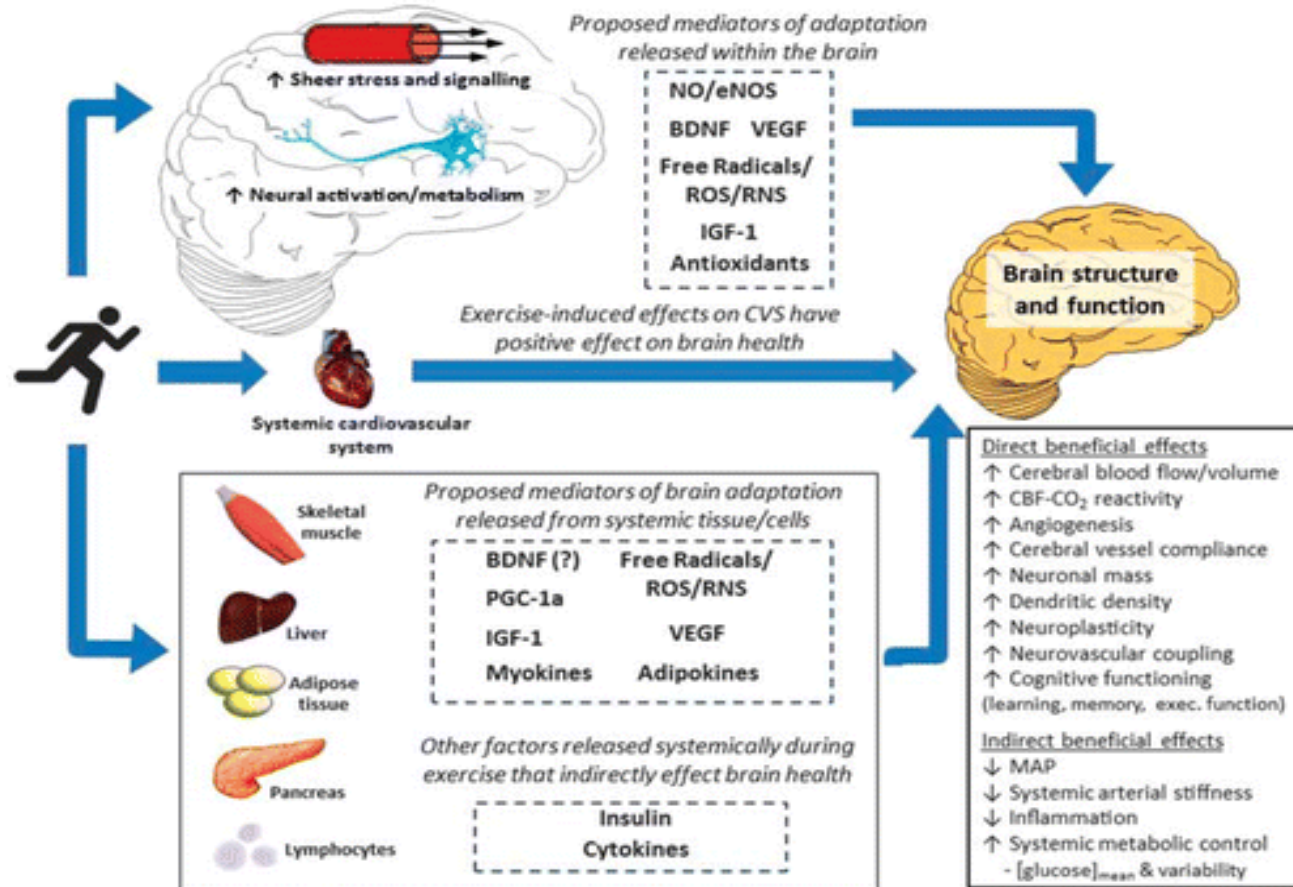 Proposed mediators of adaptation
released within the brain
↑ Sheer stress and signalling
↑ Neural activation/metabolism
NO/eNOS
BDNF VEGF
Free Radicals/
ROS/RNS
IGF-1
Antioxidants
Brain structure
and function
Exercise-induced effects on CVS have
positive effect on brain health
Systemic cardiovascular
system
Skeletal
muscle
Liver
Adipose
tissue
Pancreas
Lymphocytes
Proposed mediators of brain adaptation
released from systemic tissue/cells
BDNF (?) Free Radicals/
ROS/RNS
PGC-1a
IGF-1 VEGF
Myokines Adipokines
Other factors released systemically during
exercise that indirectly effect brain health
Insulin
Cytokines
Direct beneficial effects
↑ Cerebral blood flow/volume
↑ CBF-CO₂ reactivity
↑ Angiogenesis
↑ Cerebral vessel compliance
↑ Neuronal mass
↑ Dendritic density
↑ Neuroplasticity
↑ Neurovascular coupling
↑ Cognitive functioning
(learning, memory, exec. function)
Indirect beneficial effects
↓ MAP
↓ Systemic arterial stiffness
↓ Inflammation
↑ Systemic metabolic control
- [glucose]mean & variability